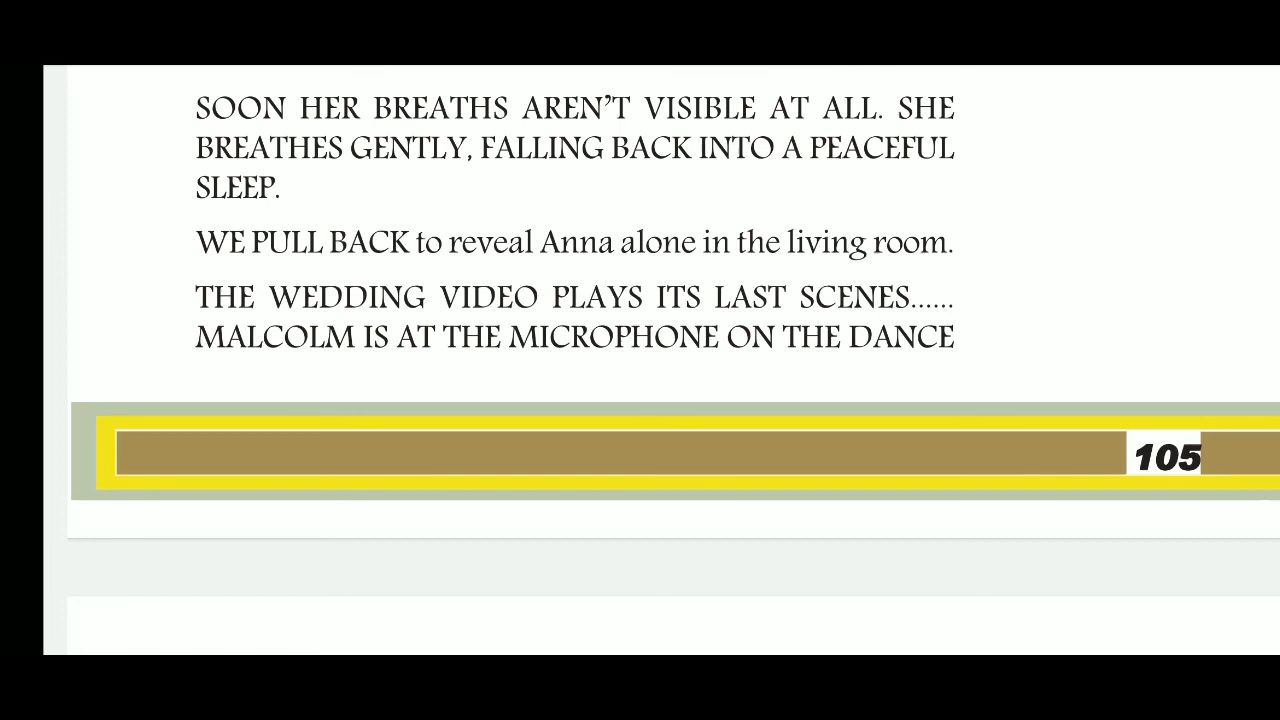 SOON HER BREATHS AREN’T VISIBLE AT ALL. SHE
BREATHES GENTLY, FALLING BACK INTO A PEACEFUL
SLEEP.
WE PULL BACK to reveal Anna alone in the living room.
THE WEDDING VIDEO PLAYS ITS LAST SCENES......
MALCOLM IS AT THE MICROPHONE ON THE DANCE
105